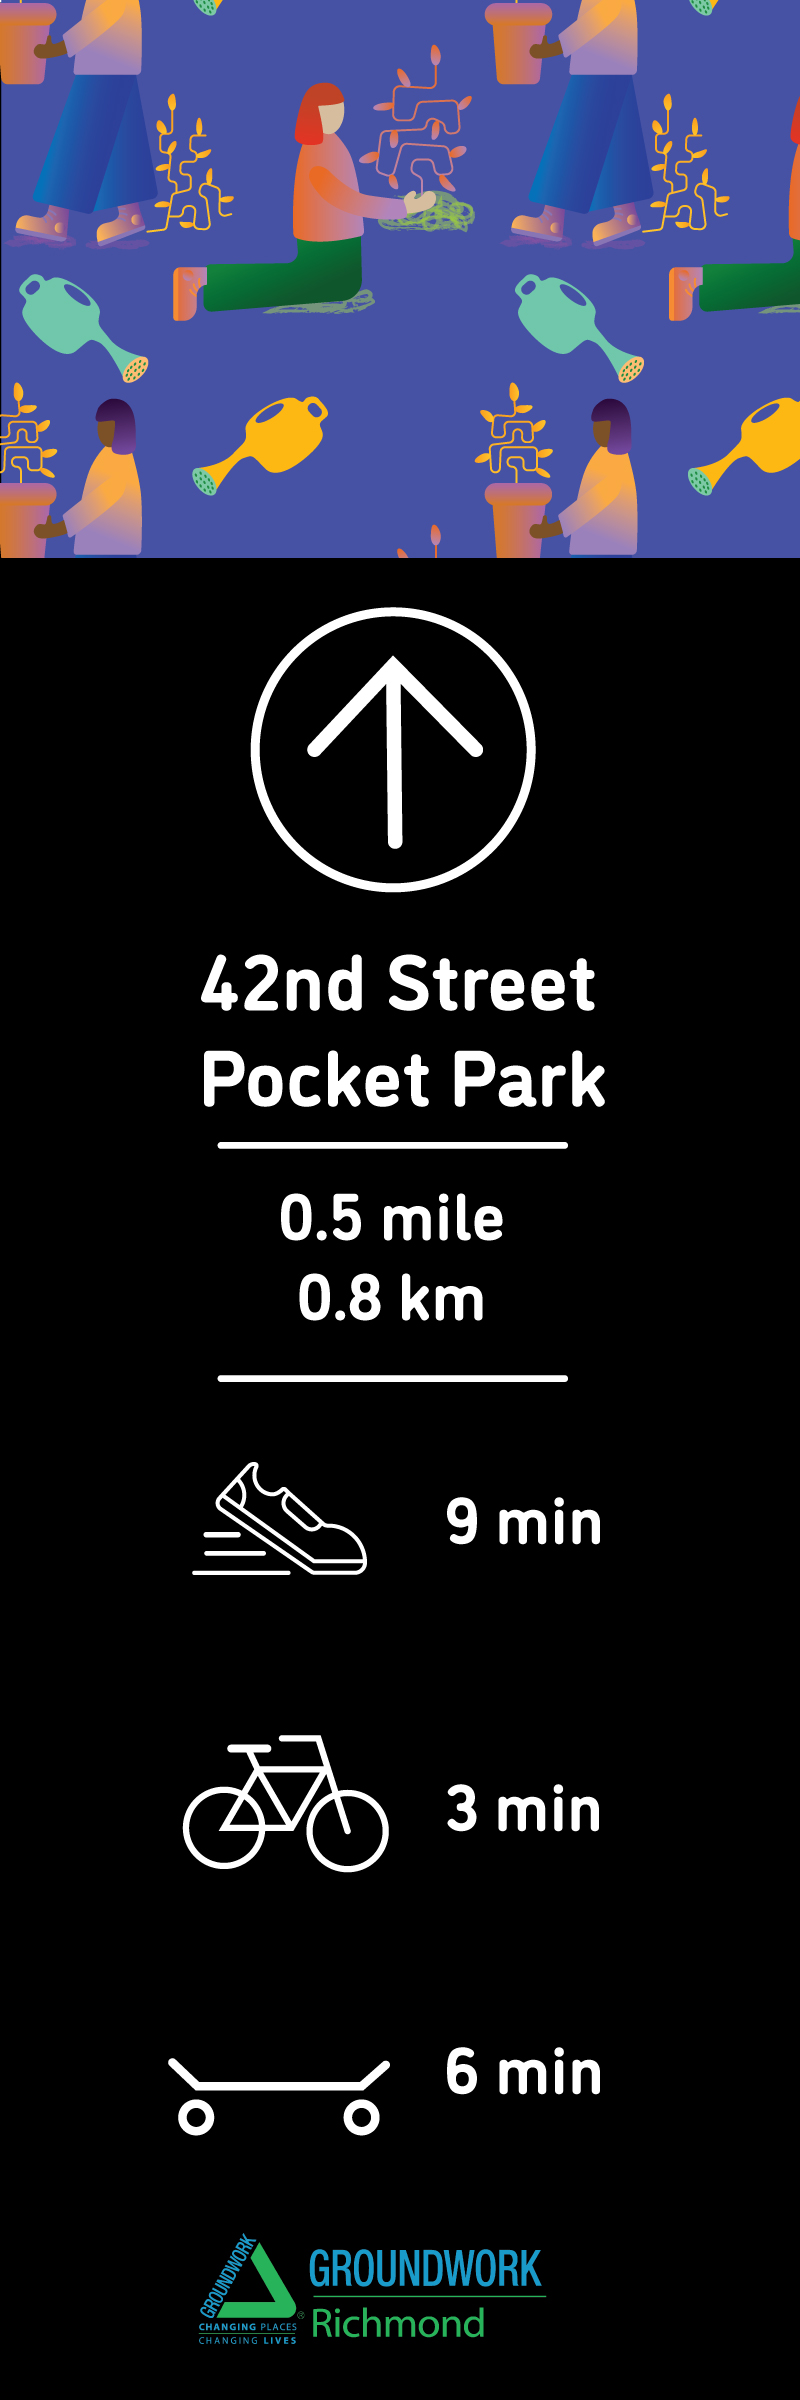 42nd Street
Pocket Park
0.5 mile
0.8 km
9 min
3 min
6 min
GROUNDWORK
CHANGING PLACES
CHANGING LIVES
®
GROUNDWORK
Richmond